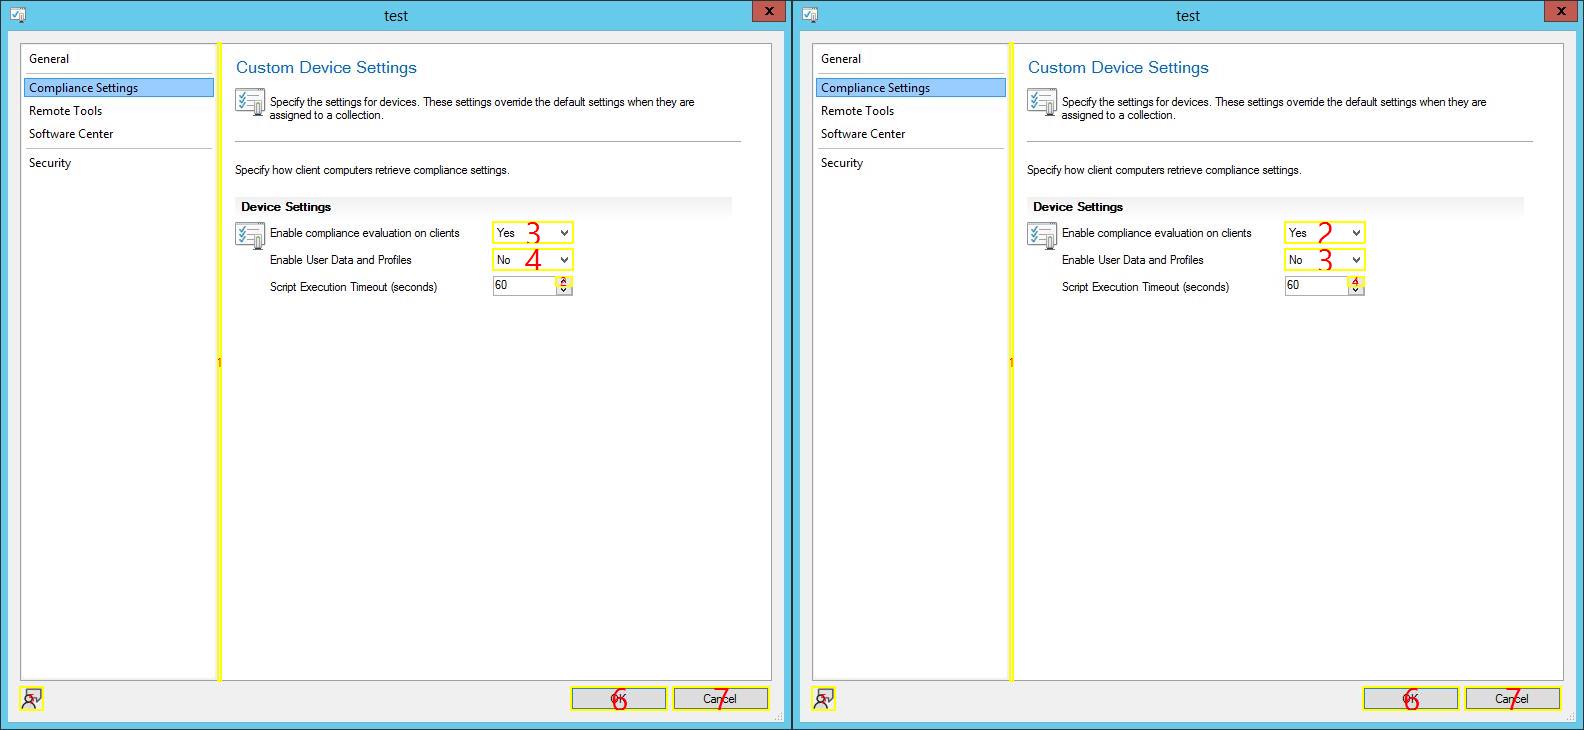 test
X
General
Compliance Settings
Remote Tools
Software Center
Security
1
Custom Device Settings
Specify the settings for devices. These settings override the default settings when they are
assigned to a collection.
Specify how client computers retrieve compliance settings.
Device Settings
Enable compliance evaluation on clients Yes 3
Enable User Data and Profiles No 4
Script Execution Timeout (seconds) 60 2
OK 6 Cancel 7
test
X
General
Compliance Settings
Remote Tools
Software Center
Security
1
Custom Device Settings
Specify the settings for devices. These settings override the default settings when they are
assigned to a collection.
Specify how client computers retrieve compliance settings.
Device Settings
Enable compliance evaluation on clients Yes 2
Enable User Data and Profiles No 3
Script Execution Timeout (seconds) 60 4
OK 6 Cancel 7